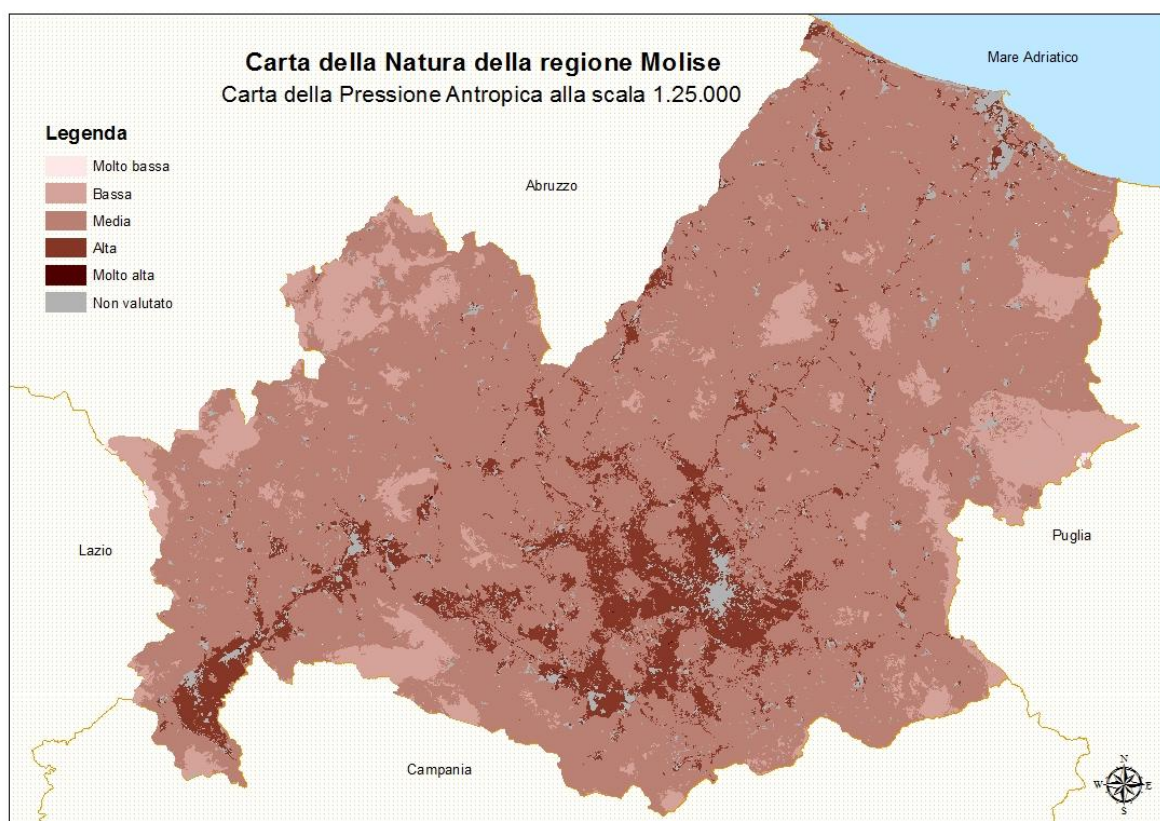 Carta della Natura della regione Molise
Carta della Pressione Antropica alla scala 1.25.000
Mare Adriatico
Legenda
Molto bassa
Bassa
Media
Alta
Molto alta
Non valutato
Abruzzo
Lazio
Puglia
Campania
N
W E
S